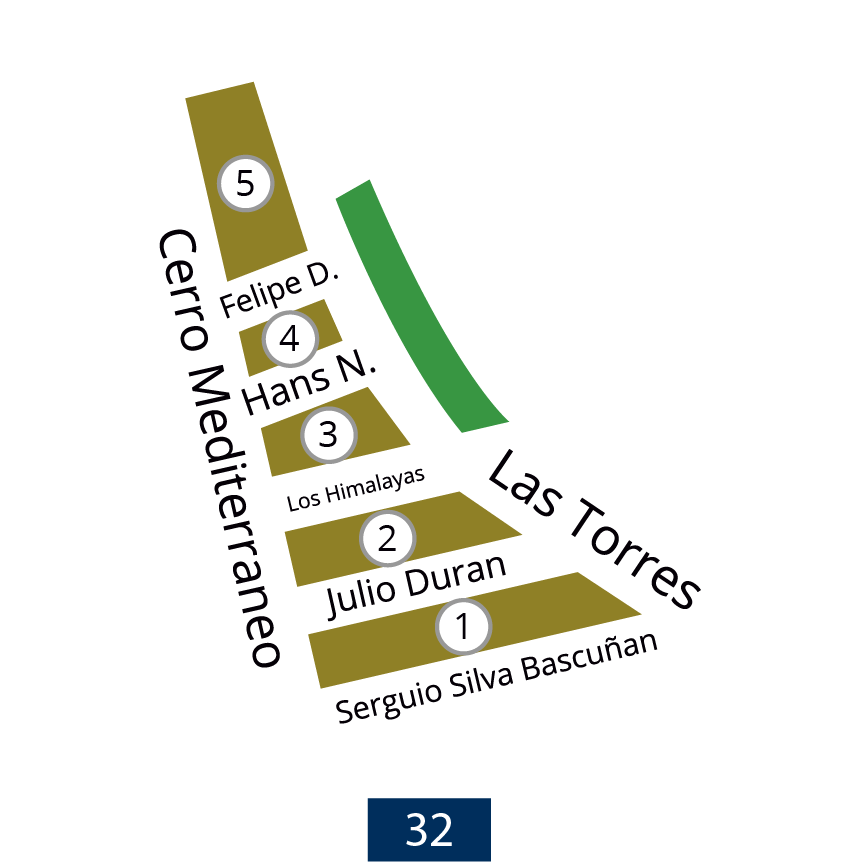 5
Felipe D.
4
Hans N.
3
Los Himalayas
2
Julio Duran
1
Serguio Silva Bascuñan
Cerro Mediterraneo
Las Torres
32